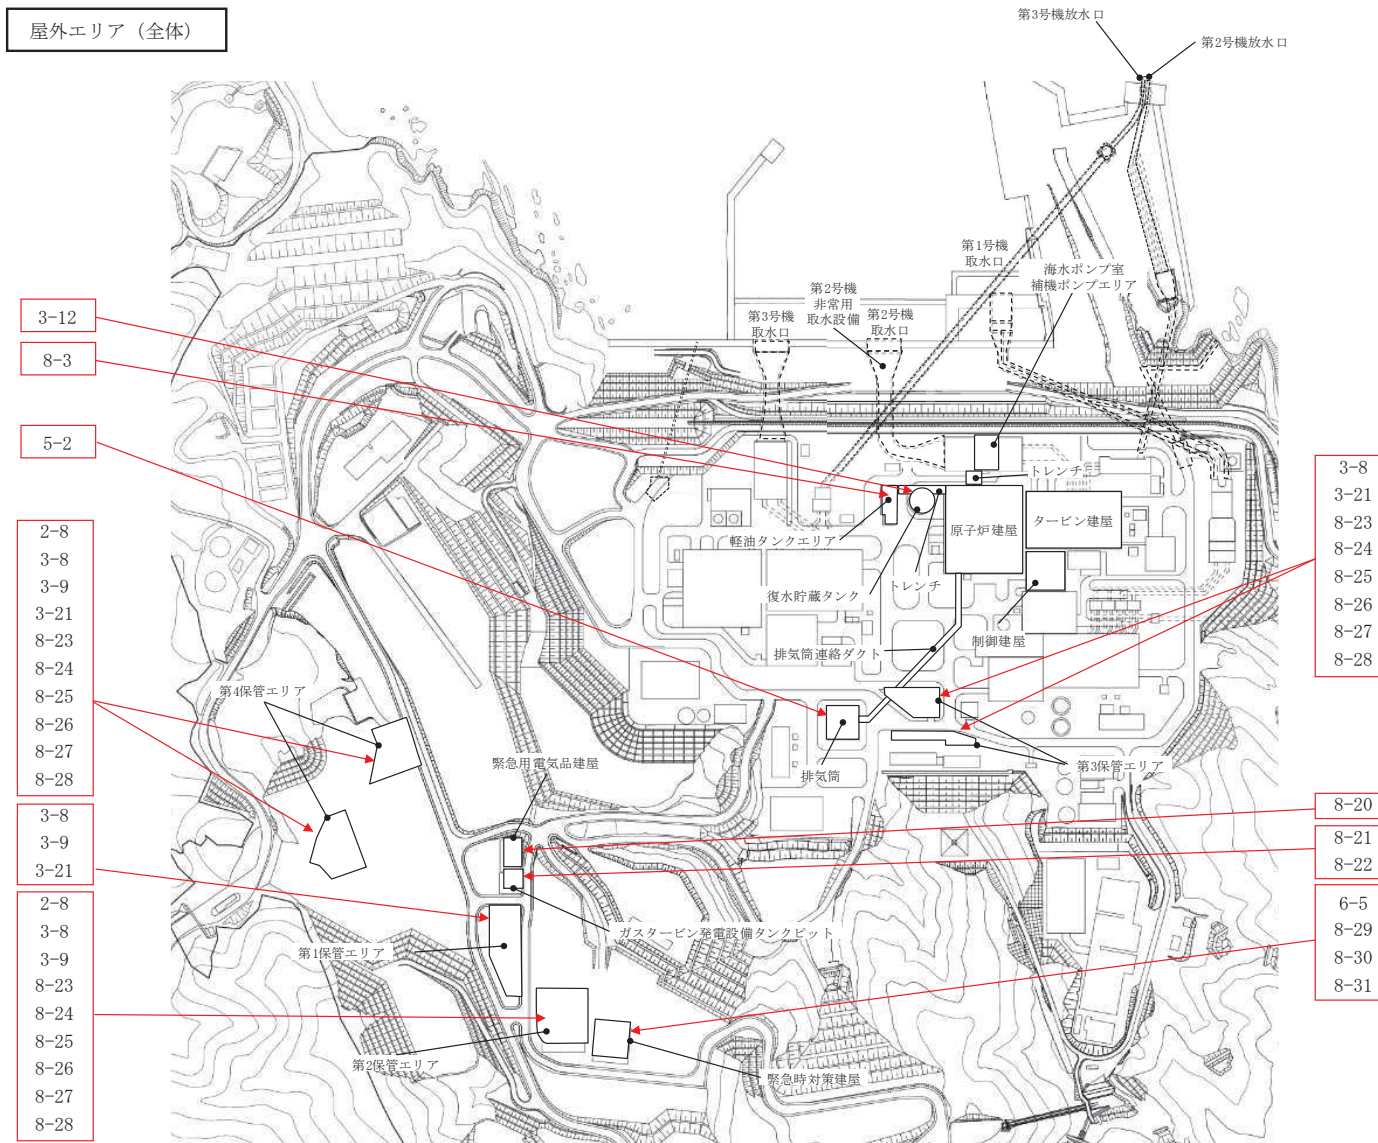 屋外エリア（全体）
第3号機放水口
第2号機放水口
第1号機
取水口
海水ポンプ室
補機ポンプエリア
第2号機
非常用
取水設備
第3号機
取水口
第2号機
取水口
3-12
8-3
5-2
トレンチ
原子炉建屋
タービン建屋
軽油タンクエリア
復水貯蔵タンク
トレンチ
制御建屋
排気筒連絡ダクト
排気筒
第3保管エリア
第4保管エリア
緊急用電気品建屋
ガスタービン発電設備タンクピット
第1保管エリア
第2保管エリア
緊急時対策建屋
2-8
3-8
3-9
3-21
8-23
8-24
8-25
8-26
8-27
8-28
3-8
3-9
3-21
2-8
3-8
3-9
8-23
8-24
8-25
8-26
8-27
8-28
3-8
3-21
8-23
8-24
8-25
8-26
8-27
8-28
8-20
8-21
8-22
6-5
8-29
8-30
8-31